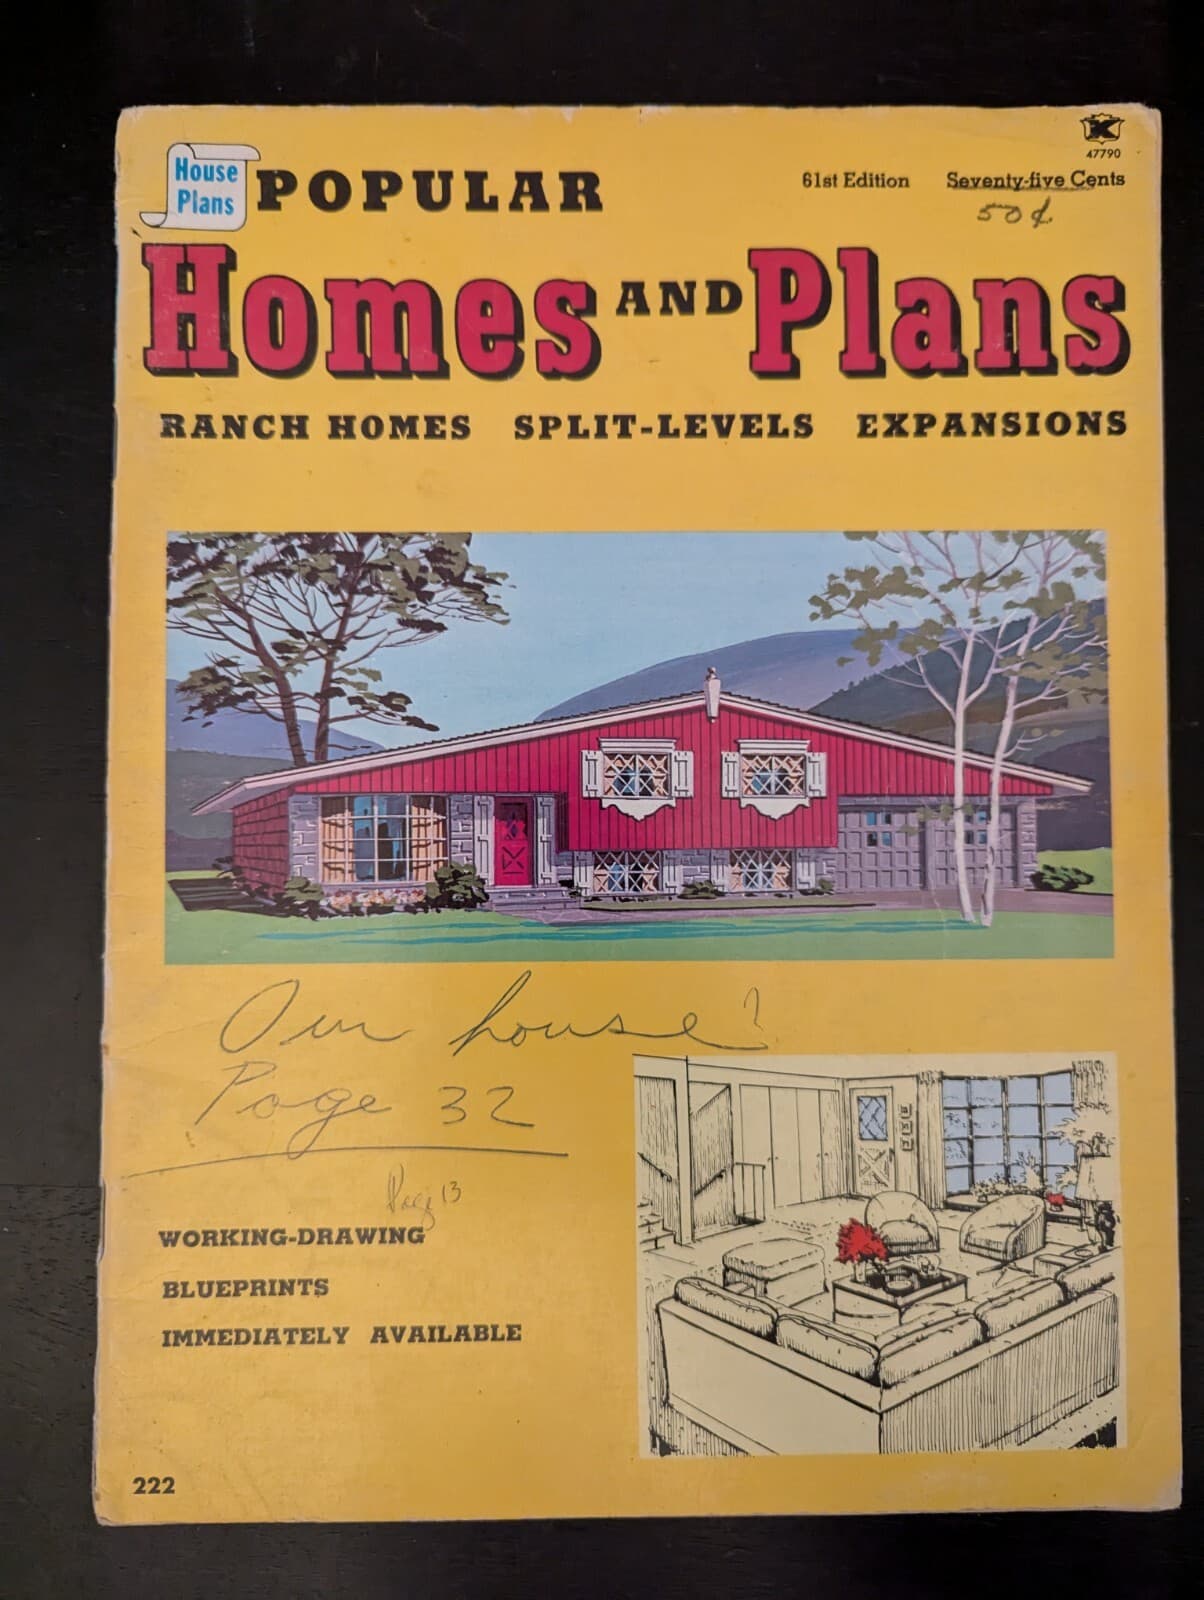 House
Plans
POPULAR
61st Edition
K
47790
Seventy-five Cents
50¢
Homes AND Plans
RANCH HOMES SPLIT-LEVELS EXPANSIONS
Our house?
Page 32
Page 13
WORKING-DRAWING
BLUEPRINTS
IMMEDIATELY AVAILABLE
222